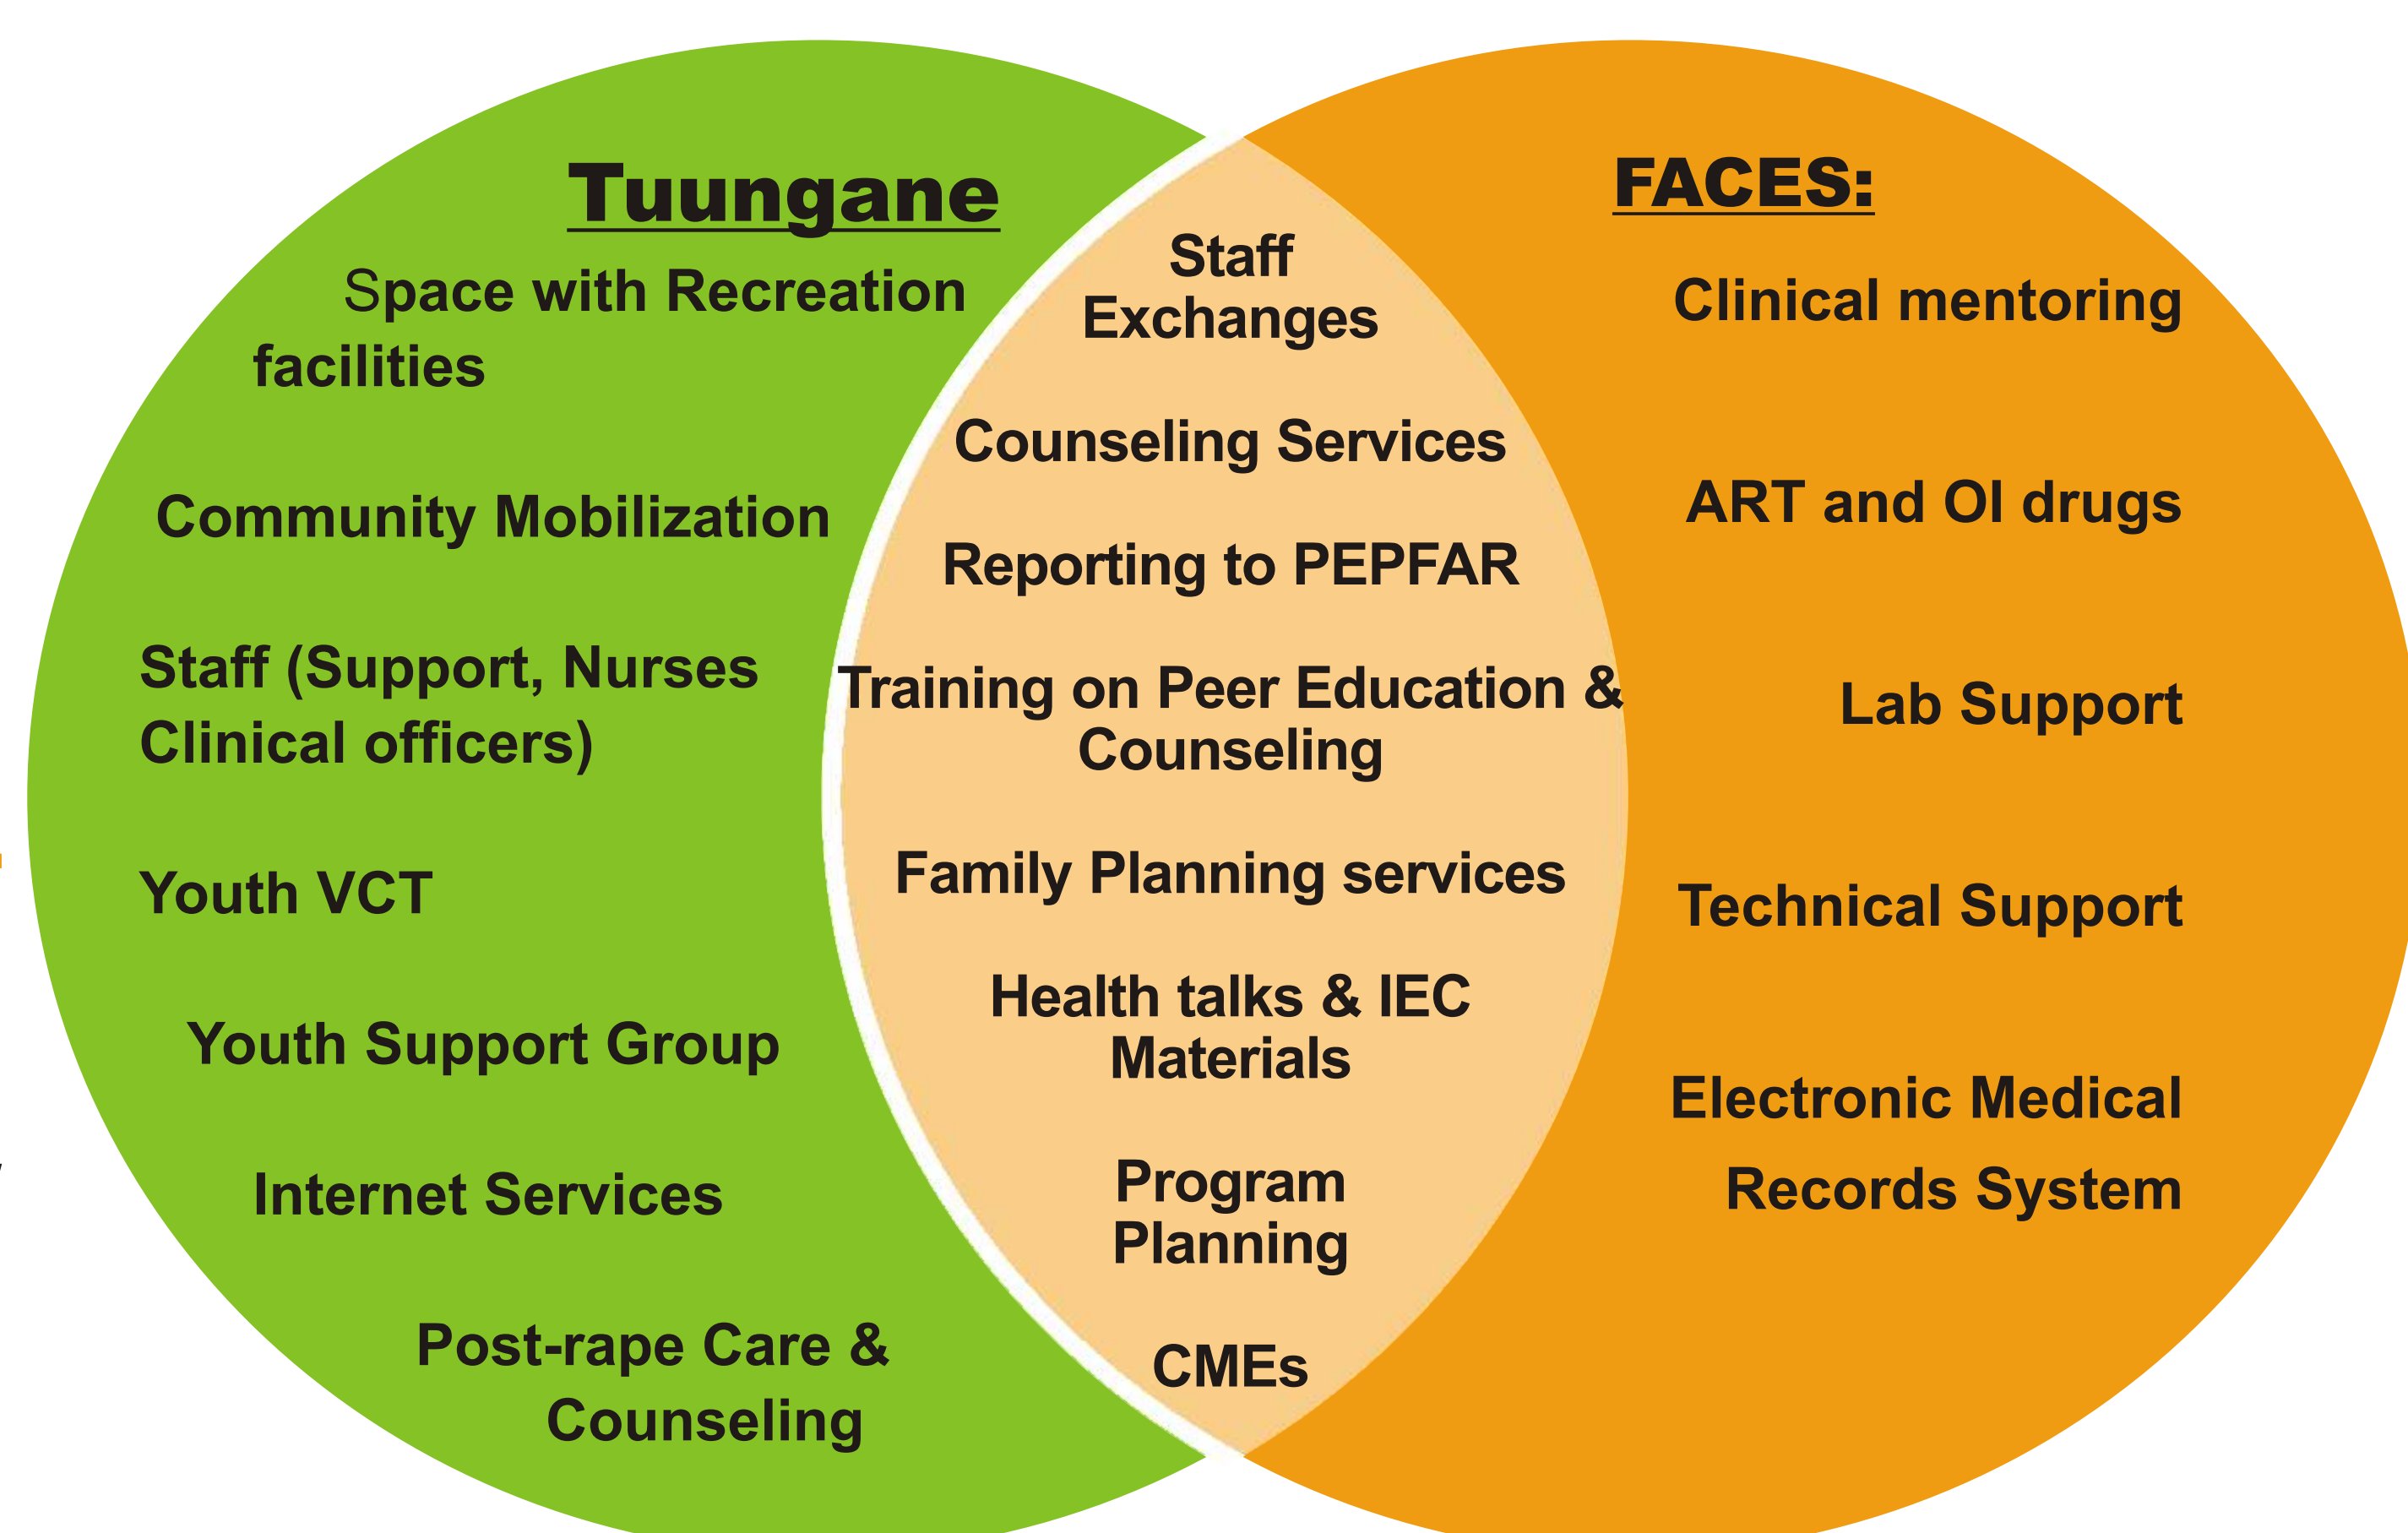 Tuungane
Space with Recreation
facilities
Community Mobilization
Staff (Support, Nurses
Clinical officers)
Youth VCT
Youth Support Group
Internet Services
Post-rape Care &
Counseling
Staff
Exchanges
Counseling Services
Reporting to PEPFAR
Training on Peer Education &
Counseling
Family Planning services
Health talks & IEC
Materials
Program
Planning
CMEs
FACES:
Clinical mentoring
ART and OI drugs
Lab Support
Technical Support
Electronic Medical
Records System